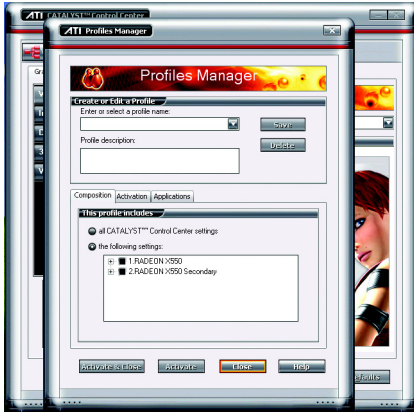 ATI CATALYST™ Control Center
ATI Profiles Manager
Profiles Manager
Create or Edit a Profile
Enter or select a profile name:
Save
Profile description:
Delete
Composition Activation Applications
This profile includes
all CATALYST™ Control Center settings
the following settings:
1.RADEON X550
2.RADEON X550 Secondary
Activate & Close Activate Close Help